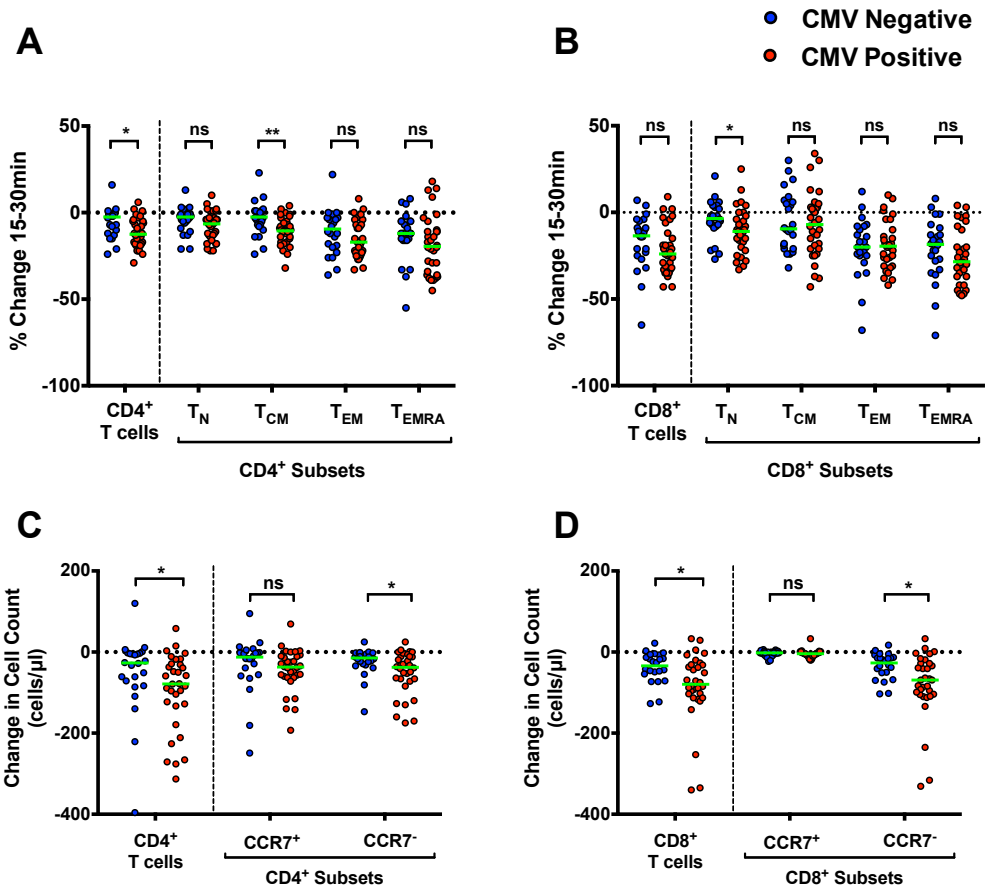 CMV Negative
CMV Positive
A
B
% Change 15-30min
50
0
-50
-100
* ns ** ns ns
CD4+
T cells
TN TCM TEM TEMRA
CD4+ Subsets
% Change 15-30min
50
0
-50
-100
ns * ns ns ns
CD8+
T cells
TN TCM TEM TEMRA
CD8+ Subsets
C
D
Change in Cell Count
(cells/µl)
200
0
-200
-400
* ns *
CD4+
T cells
CCR7+ CCR7-
CD4+ Subsets
Change in Cell Count
(cells/µl)
200
0
-200
-400
* ns *
CD8+
T cells
CCR7+ CCR7-
CD8+ Subsets